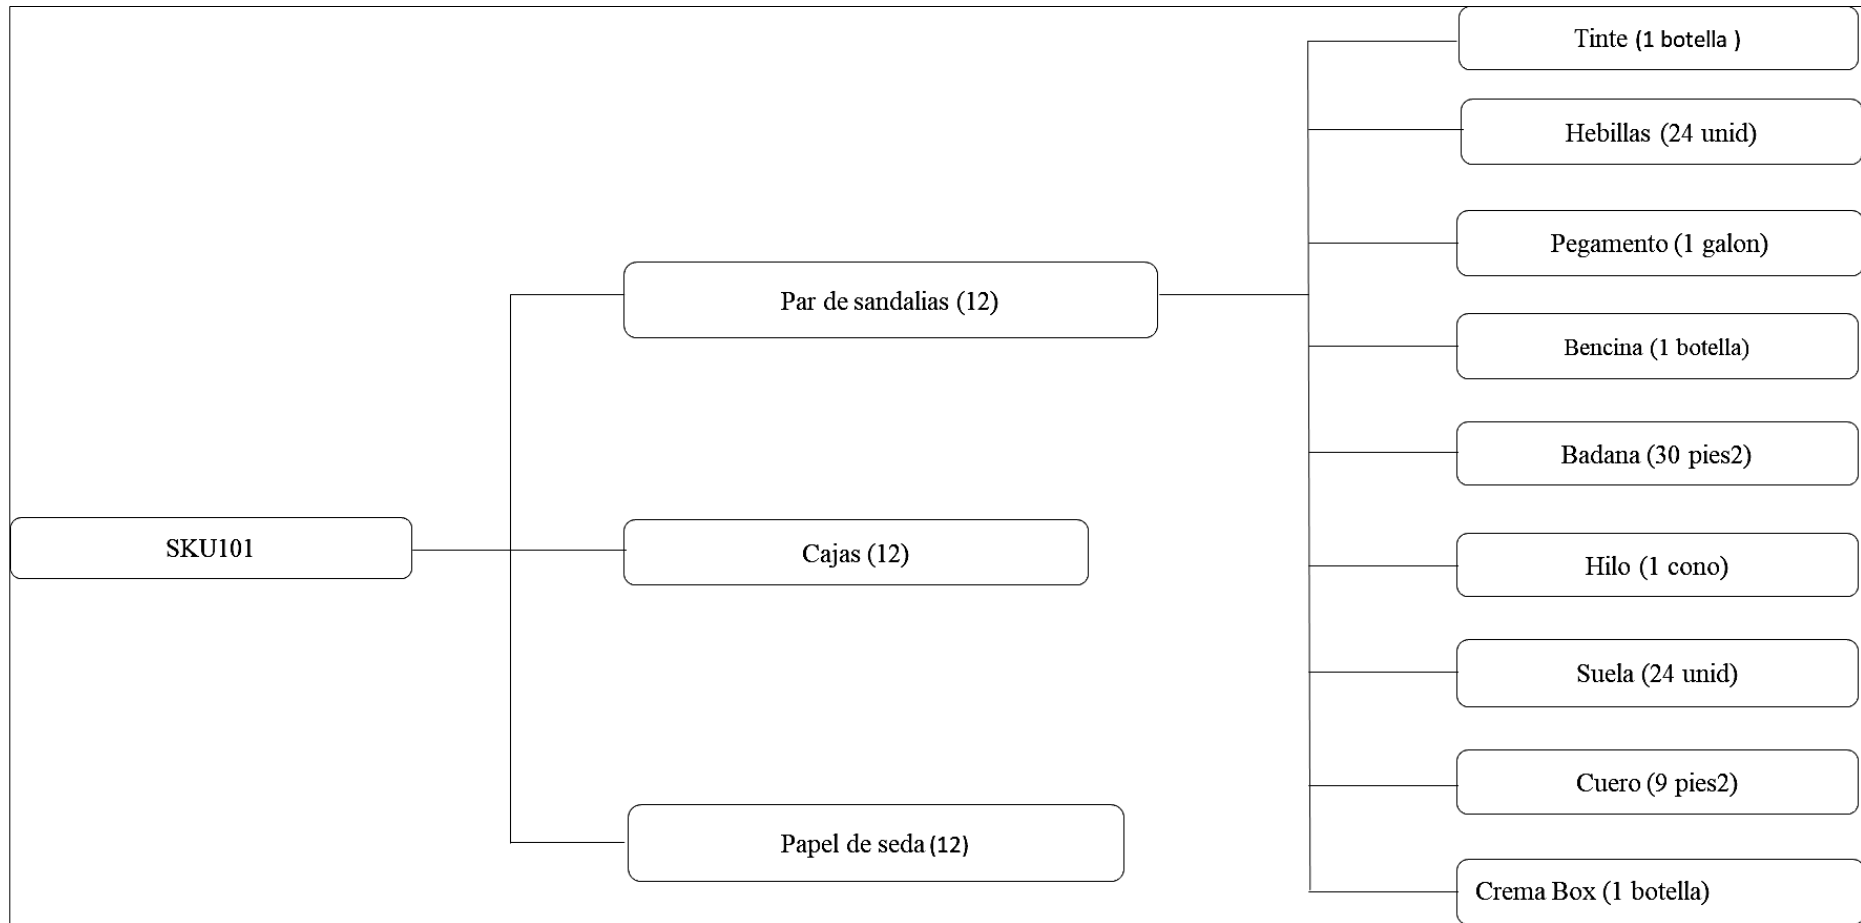 Tinte (1 botella )
Hebillas (24 unid)
Pegamento (1 galon)
Par de sandalias (12)
Bencina (1 botella)
Badana (30 pies2)
SKU101
Cajas (12)
Hilo (1 cono)
Suela (24 unid)
Cuero (9 pies2)
Papel de seda (12)
Crema Box (1 botella)